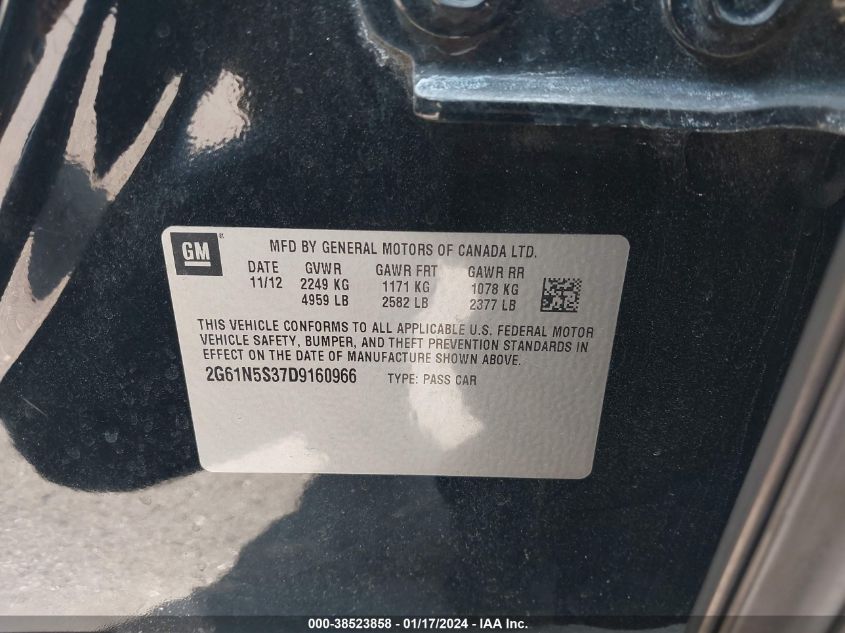 GM
MFD BY GENERAL MOTORS OF CANADA LTD.
DATE GVWR GAWR FRT GAWR RR
11/12 2249 KG 1171 KG 1078 KG
4959 LB 2582 LB 2377 LB
THIS VEHICLE CONFORMS TO ALL APPLICABLE U.S. FEDERAL MOTOR
VEHICLE SAFETY, BUMPER, AND THEFT PREVENTION STANDARDS IN
EFFECT ON THE DATE OF MANUFACTURE SHOWN ABOVE.
2G61N5S37D9160966 TYPE: PASS CAR
000-38523858 - 01/17/2024 - IAA Inc.